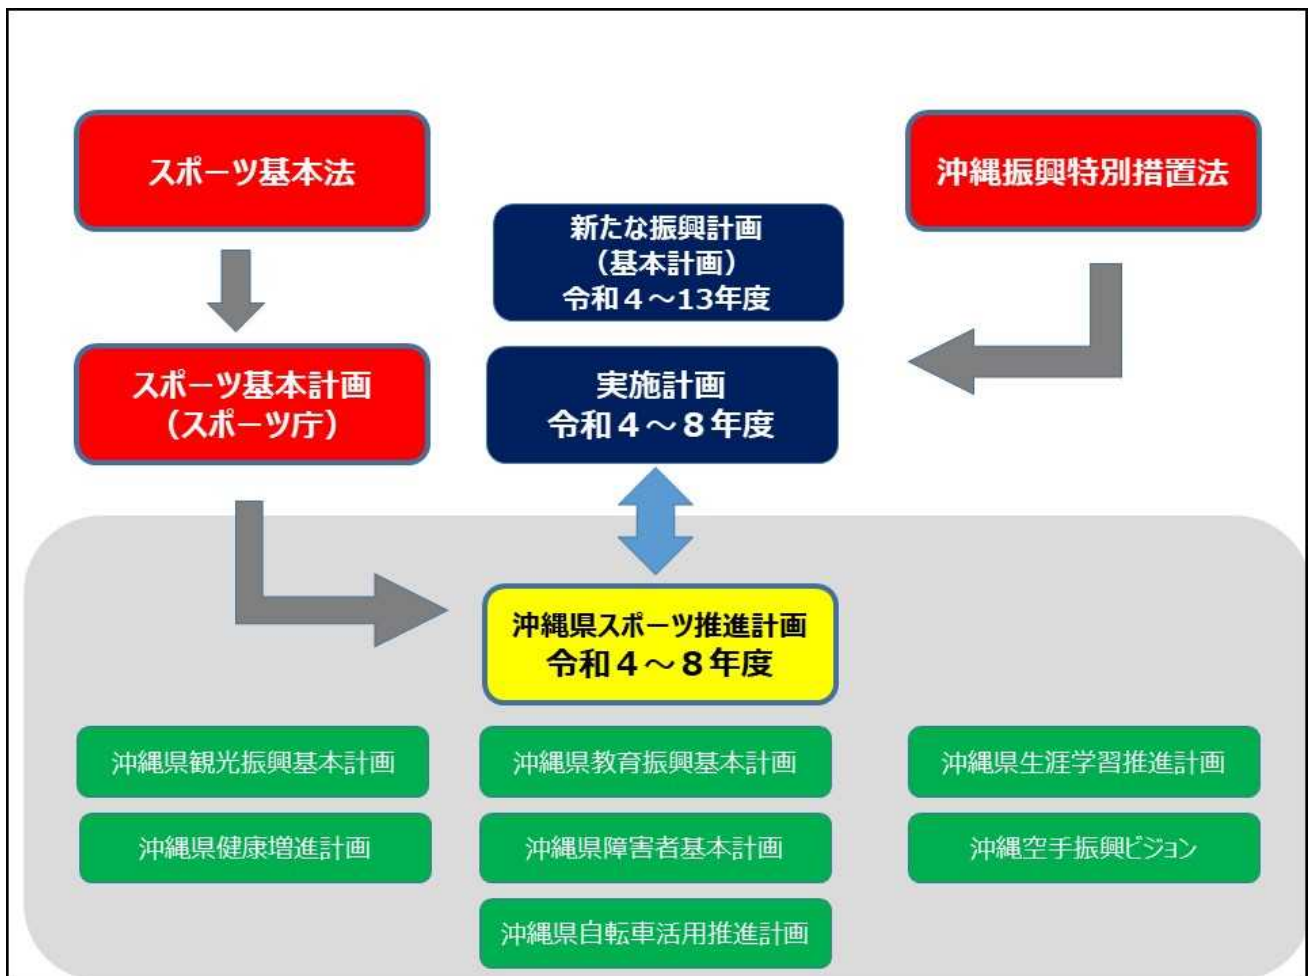 スポーツ基本法
沖縄振興特別措置法
新たな振興計画
（基本計画）
令和４～13年度
スポーツ基本計画
（スポーツ庁）
実施計画
令和４～８年度
沖縄県スポーツ推進計画
令和４～８年度
沖縄県観光振興基本計画
沖縄県教育振興基本計画
沖縄県生涯学習推進計画
沖縄県健康増進計画
沖縄県障害者基本計画
沖縄空手振興ビジョン
沖縄県自転車活用推進計画